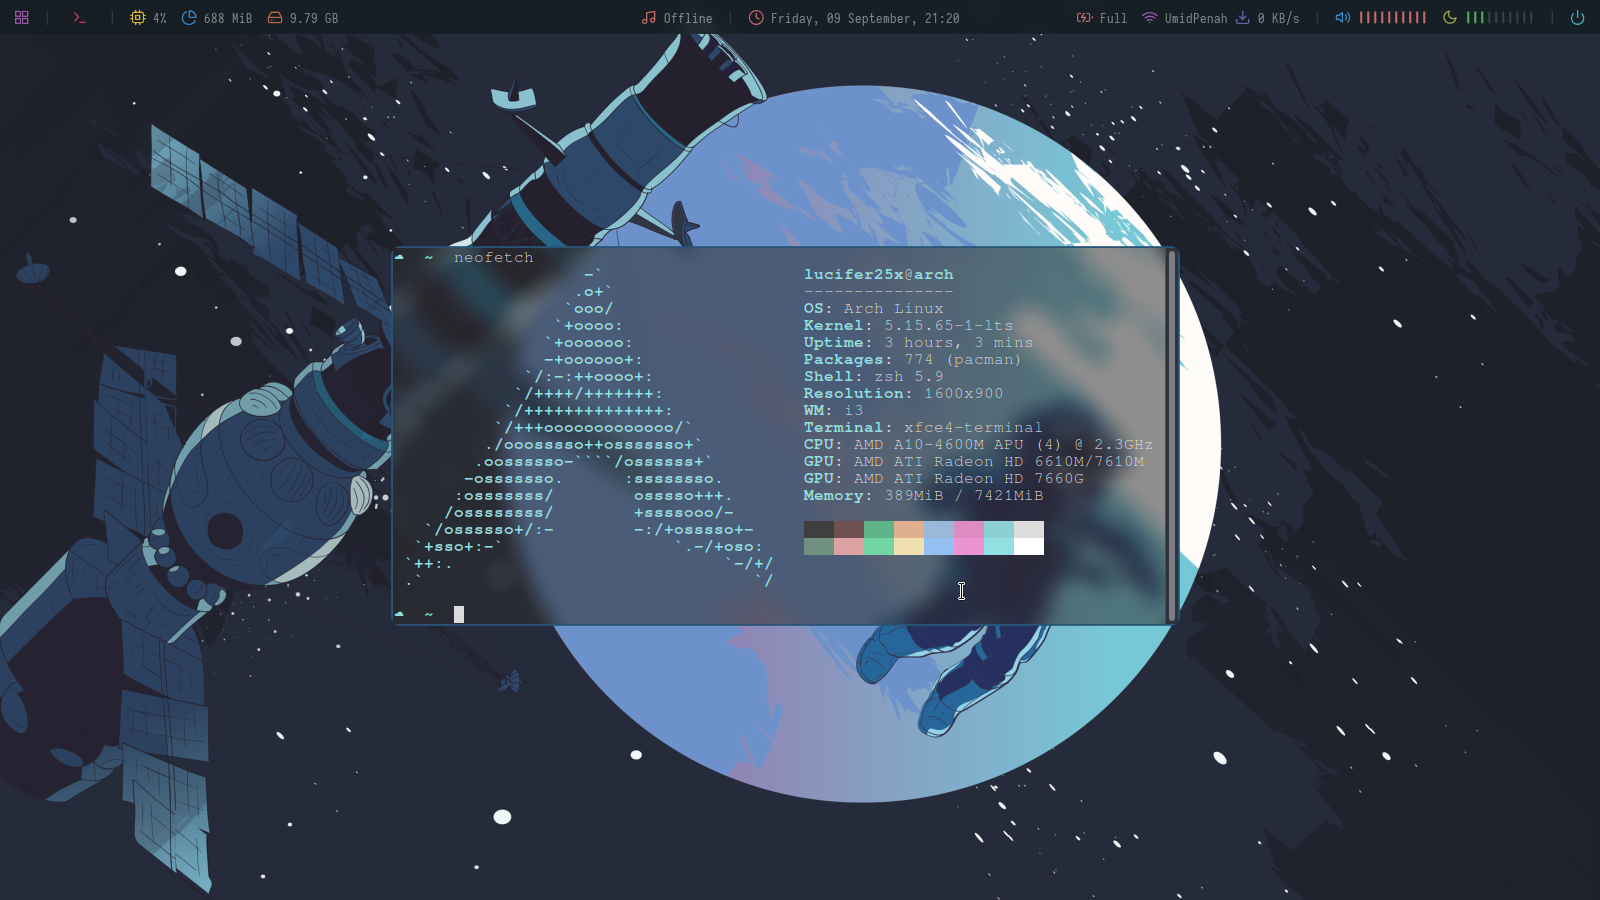 4% 688 MiB 9.79 GB Offline Friday, 09 September, 21:20 Full UmidPenah 0 KB/s
~ neofetch
-`
.o+`
`ooo/
`+oooo:
`+oooooo:
-+oooooo+:
`/:-:++oooo+:
`/++++/+++++++:
`/++++++++++++++:
`/+++ooooooooooooo/`
./ooosssso++osssssso+`
.oossssso-````/ossssss+`
-osssssso. :ssssssso.
:osssssss/ osssso+++.
/ossssssss/ +ssssooo/-
`/ossssso+/:- -:/+osssso+-
`+sso+:-` `.-/+oso:
`++:. `-/+/
.` `/
lucifer25x@arch
---------------
OS: Arch Linux
Kernel: 5.15.65-1-lts
Uptime: 3 hours, 3 mins
Packages: 774 (pacman)
Shell: zsh 5.9
Resolution: 1600x900
WM: i3
Terminal: xfce4-terminal
CPU: AMD A10-4600M APU (4) @ 2.3GHz
GPU: AMD ATI Radeon HD 6610M/7610M
GPU: AMD ATI Radeon HD 7660G
Memory: 389MiB / 7421MiB
~